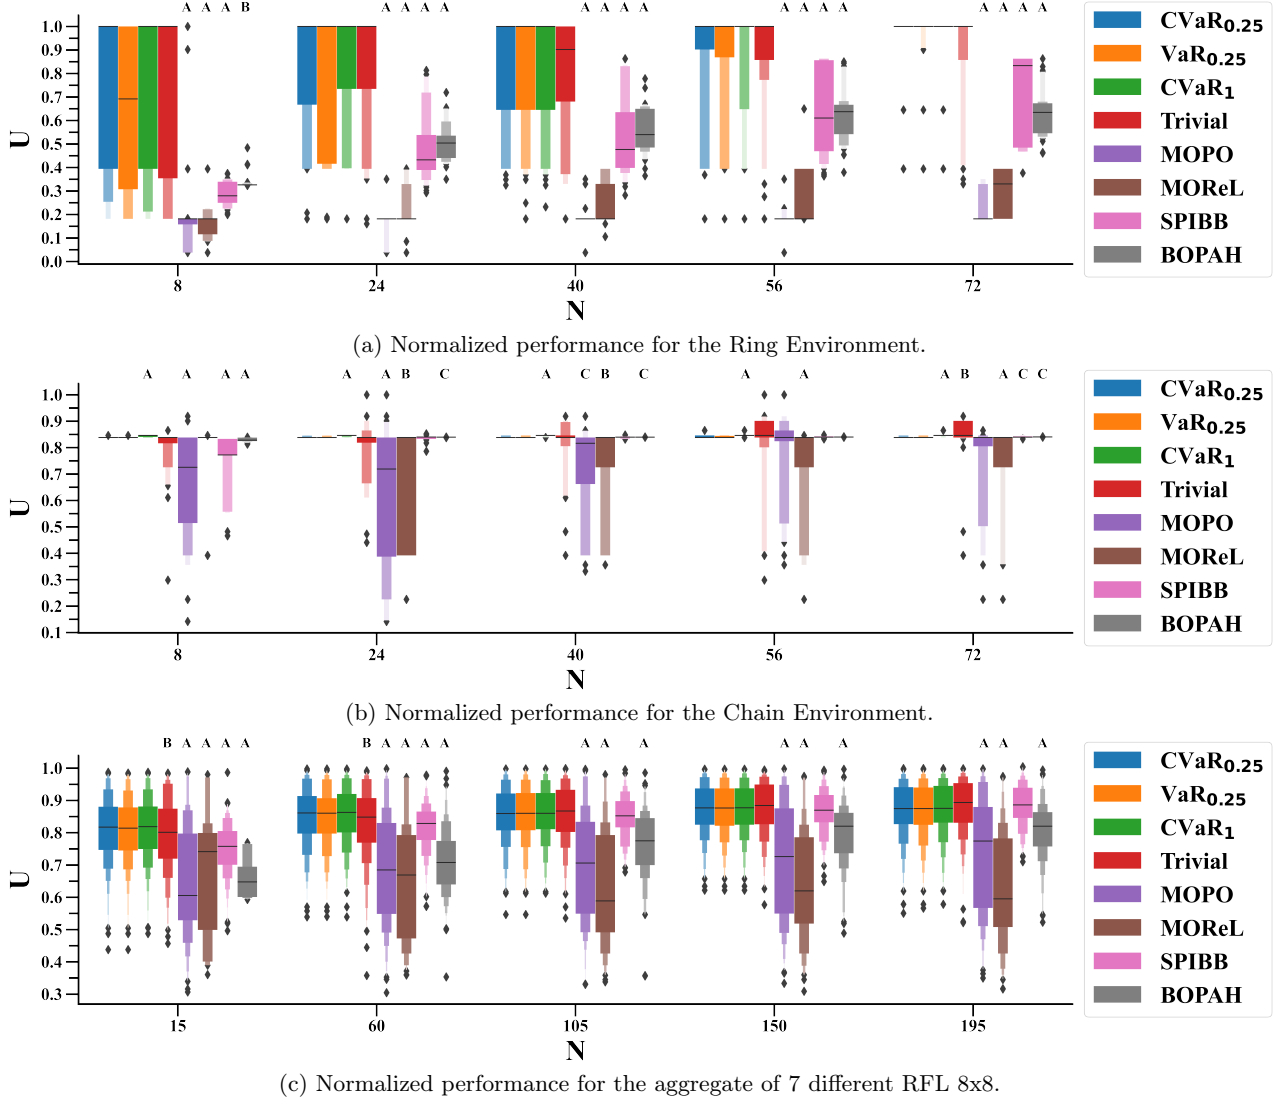 A A A B A A A A A A A A A A A A A A A A
U
1.0
0.9
0.8
0.7
0.6
0.5
0.4
0.3
0.2
0.1
0.0
8 24 40 56 72
N
CVaR0.25
VaR0.25
CVaR1
Trivial
MOPO
MOReL
SPIBB
BOPAH
(a) Normalized performance for the Ring Environment.
A A A A A A B C A C B C A A A B A C C
U
1.0
0.9
0.8
0.7
0.6
0.5
0.4
0.3
0.2
0.1
8 24 40 56 72
N
CVaR0.25
VaR0.25
CVaR1
Trivial
MOPO
MOReL
SPIBB
BOPAH
(b) Normalized performance for the Chain Environment.
B A A A A B A A A A A A A A A A A A A
U
1.0
0.9
0.8
0.7
0.6
0.5
0.4
0.3
15 60 105 150 195
N
CVaR0.25
VaR0.25
CVaR1
Trivial
MOPO
MOReL
SPIBB
BOPAH
(c) Normalized performance for the aggregate of 7 different RFL 8x8.